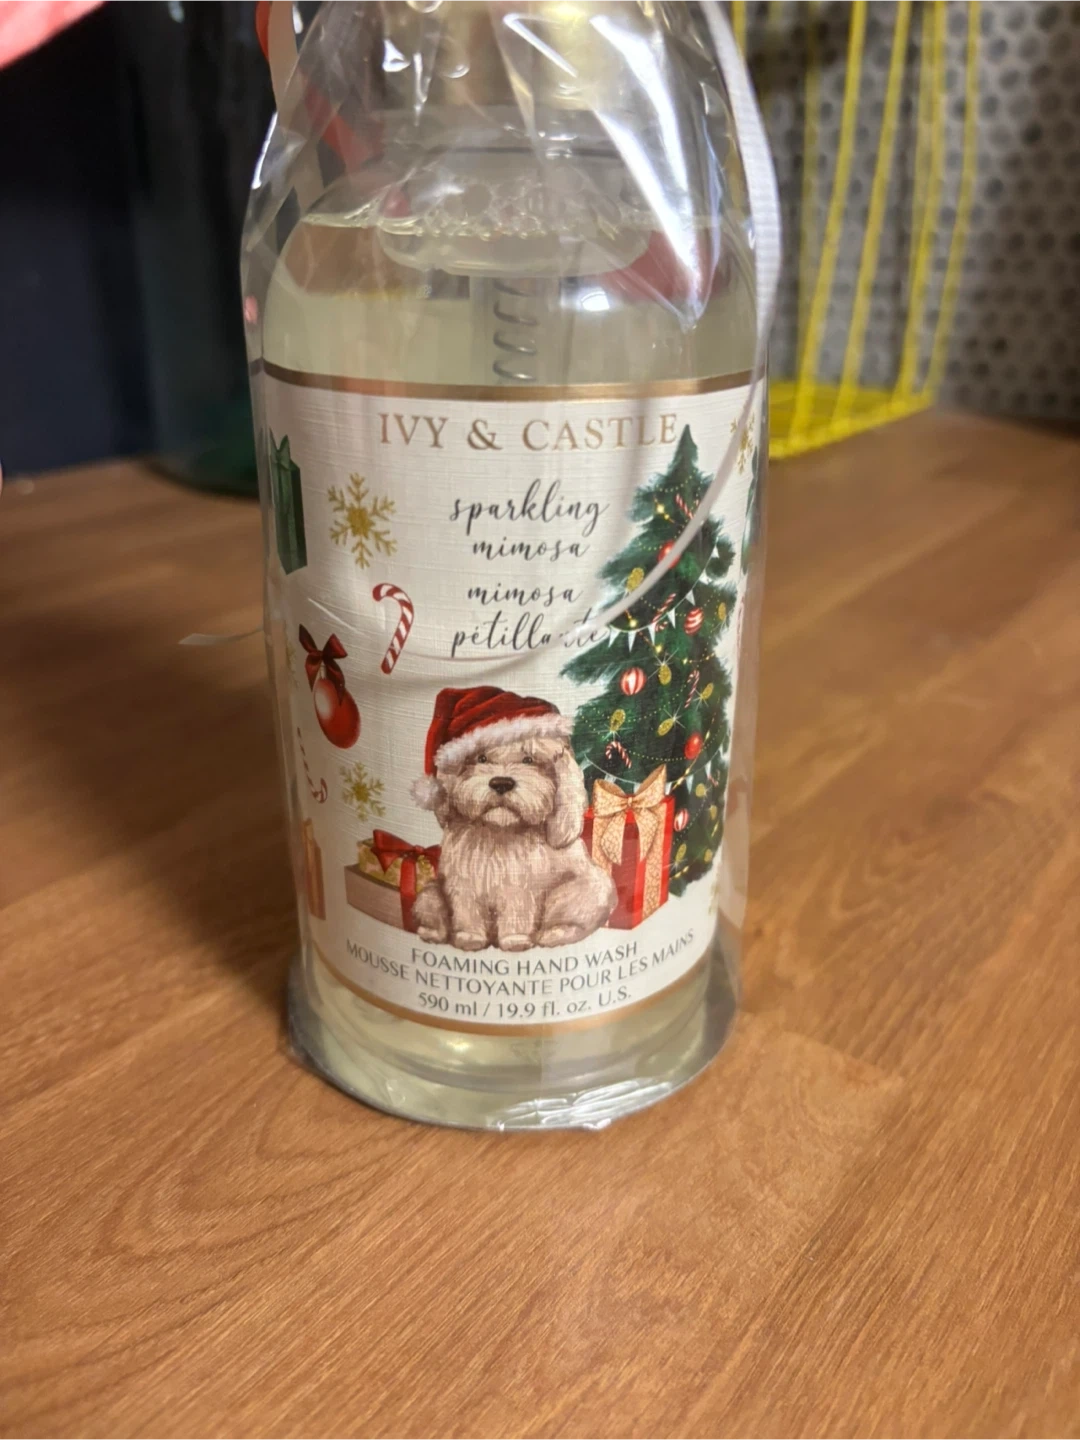 IVY & CASTLE
sparkling
mimosa
mimosa
pétillante
FOAMING HAND WASH
MOUSSE NETTOYANTE POUR LES MAINS
590 ml / 19.9 fl. oz. U.S.